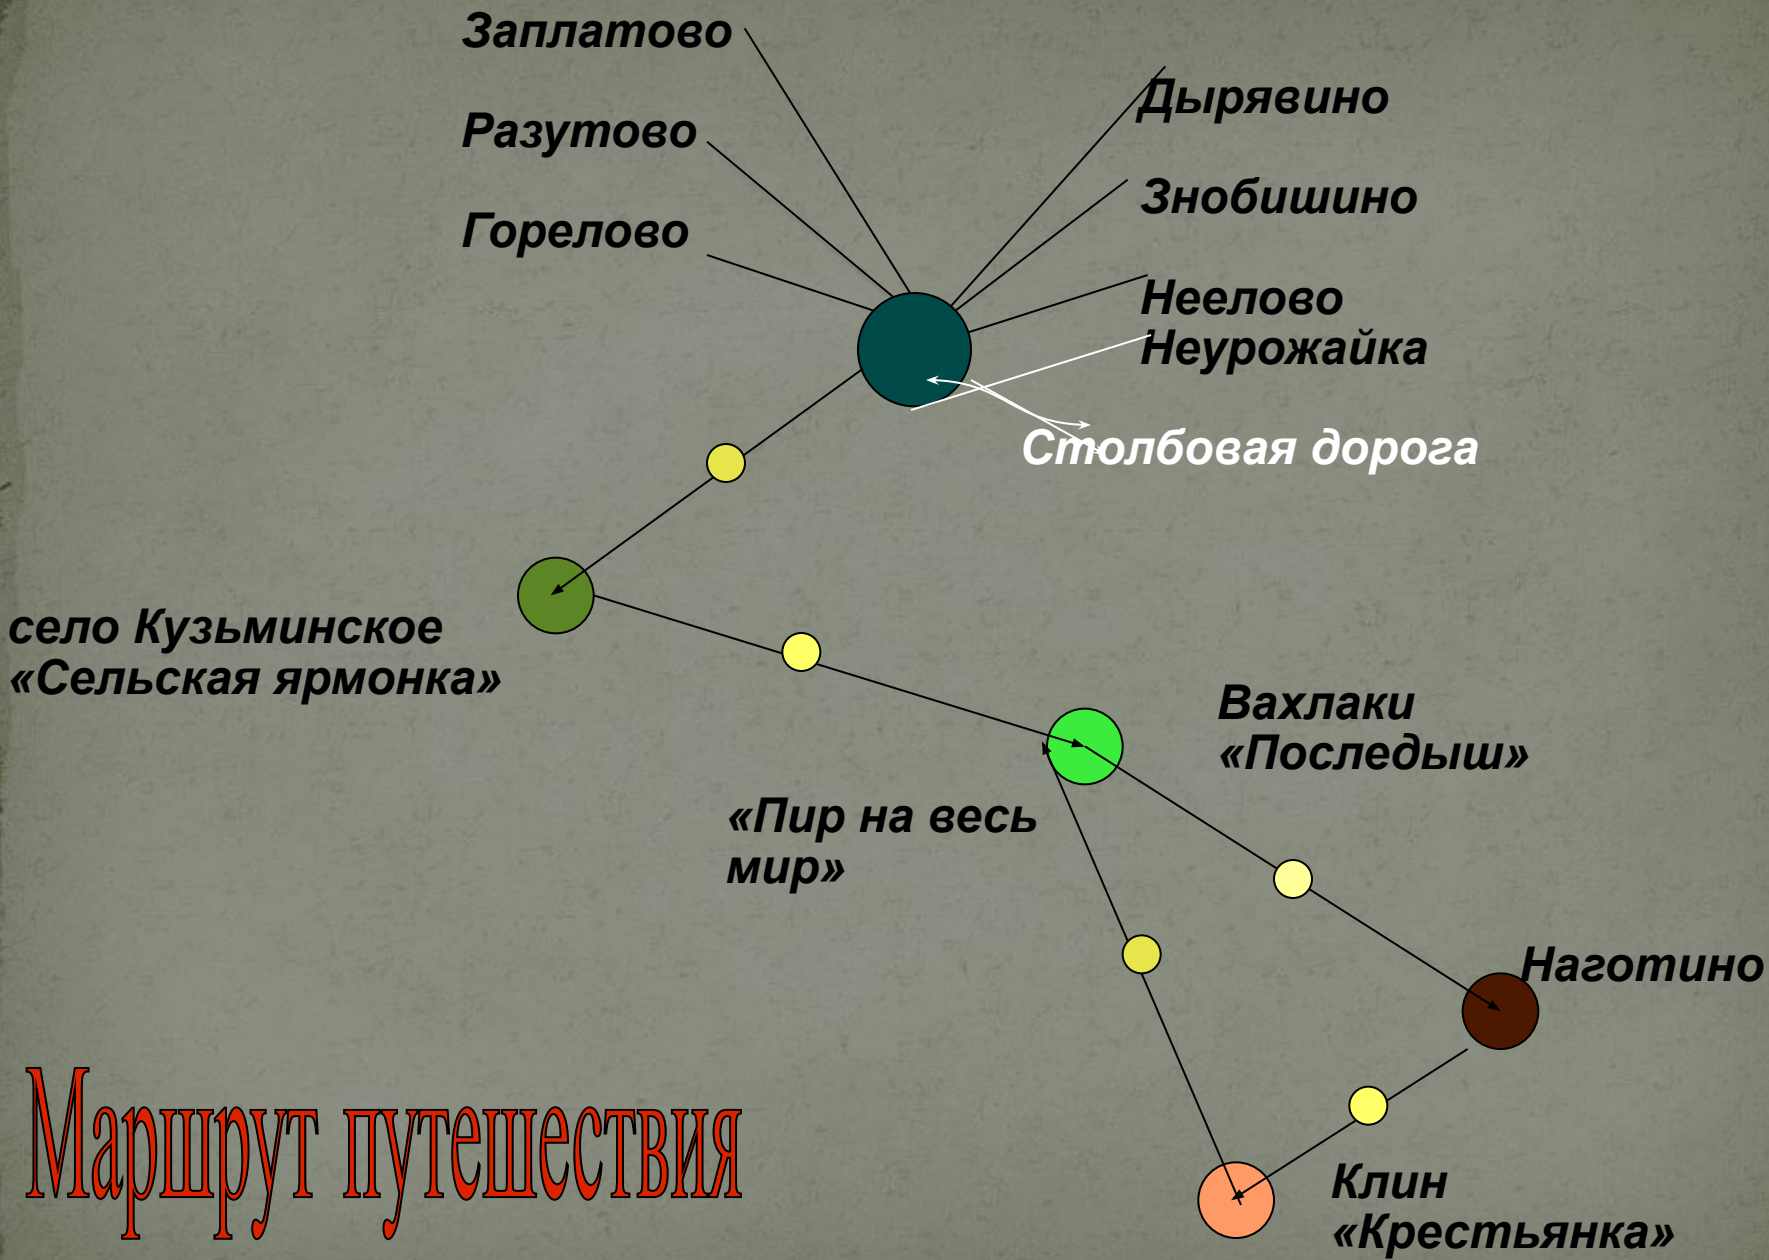 Заплатово
Разутово
Горелово
Дырявино
Знобишино
Неелово
Неурожайка
Столбовая дорога
село Кузьминское
«Сельская ярмонка»
Вахлаки
«Последыш»
«Пир на весь
мир»
Наготино
Клин
«Крестьянка»
Маршрут путешествия